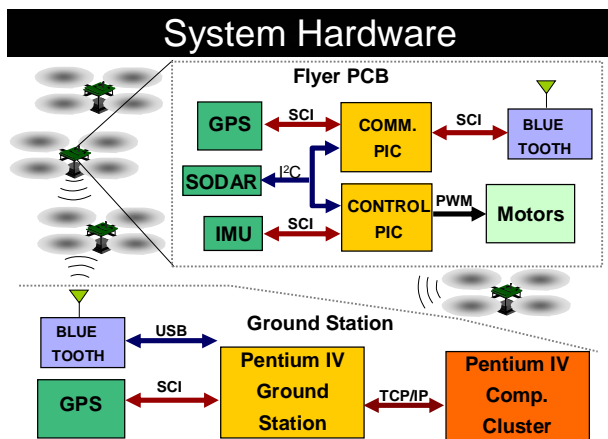 System Hardware
Flyer PCB
GPS
SCI
COMM.
PIC
SCI
BLUE
TOOTH
SODAR
I²C
IMU
SCI
CONTROL
PIC
PWM
Motors
Ground Station
BLUE
TOOTH
USB
GPS
SCI
Pentium IV
Ground
Station
TCP/IP
Pentium IV
Comp.
Cluster